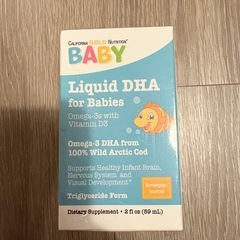 CALIFORNIA GOLD NUTRITION®
BABY
Liquid DHA
for Babies
Omega-3s with
Vitamin D3
Omega-3 DHA from
100% Wild Arctic Cod
Supports Healthy Infant Brain,
Nervous System and
Visual Development*
Triglyceride Form
Norwegian
Dietary Supplement • 2 fl oz (59 mL)